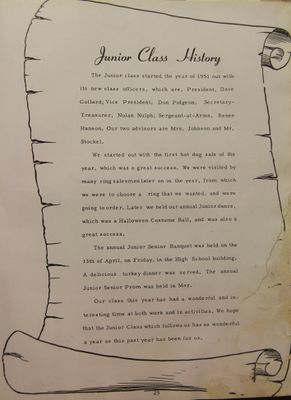 Junior Class History
The Junior class started the year of 1951 out with
its new class officers, which are, President, Dave
Gollard; Vice President, Don Pidgeon, Secretary-
Treasurer, Nolan Nulph; Sergeant-at-Arms, Renee
Hanson. Our two advisors are Mrs. Johnson and Mr.
Stockel.
We started out with the first hot dog sale of the
year, which was a great success. We were visited by
many ring salesmen later on in the year, from which
we were to choose a ring that we wanted, and were
going to order. Later we held our annual Junior dance,
which was a Halloween Costume Ball, and was also a
great success.
The annual Junior Senior Banquet was held on the
13th of April, on Friday, in the High School building.
A delicious turkey dinner was served. The annual
Junior Senior Prom was held in May.
Our class this year has had a wonderful and in-
teresting time at both work and in activities. We hope
that the Junior Class which follows us has as wonderful
a year as this past year has been for us.
25